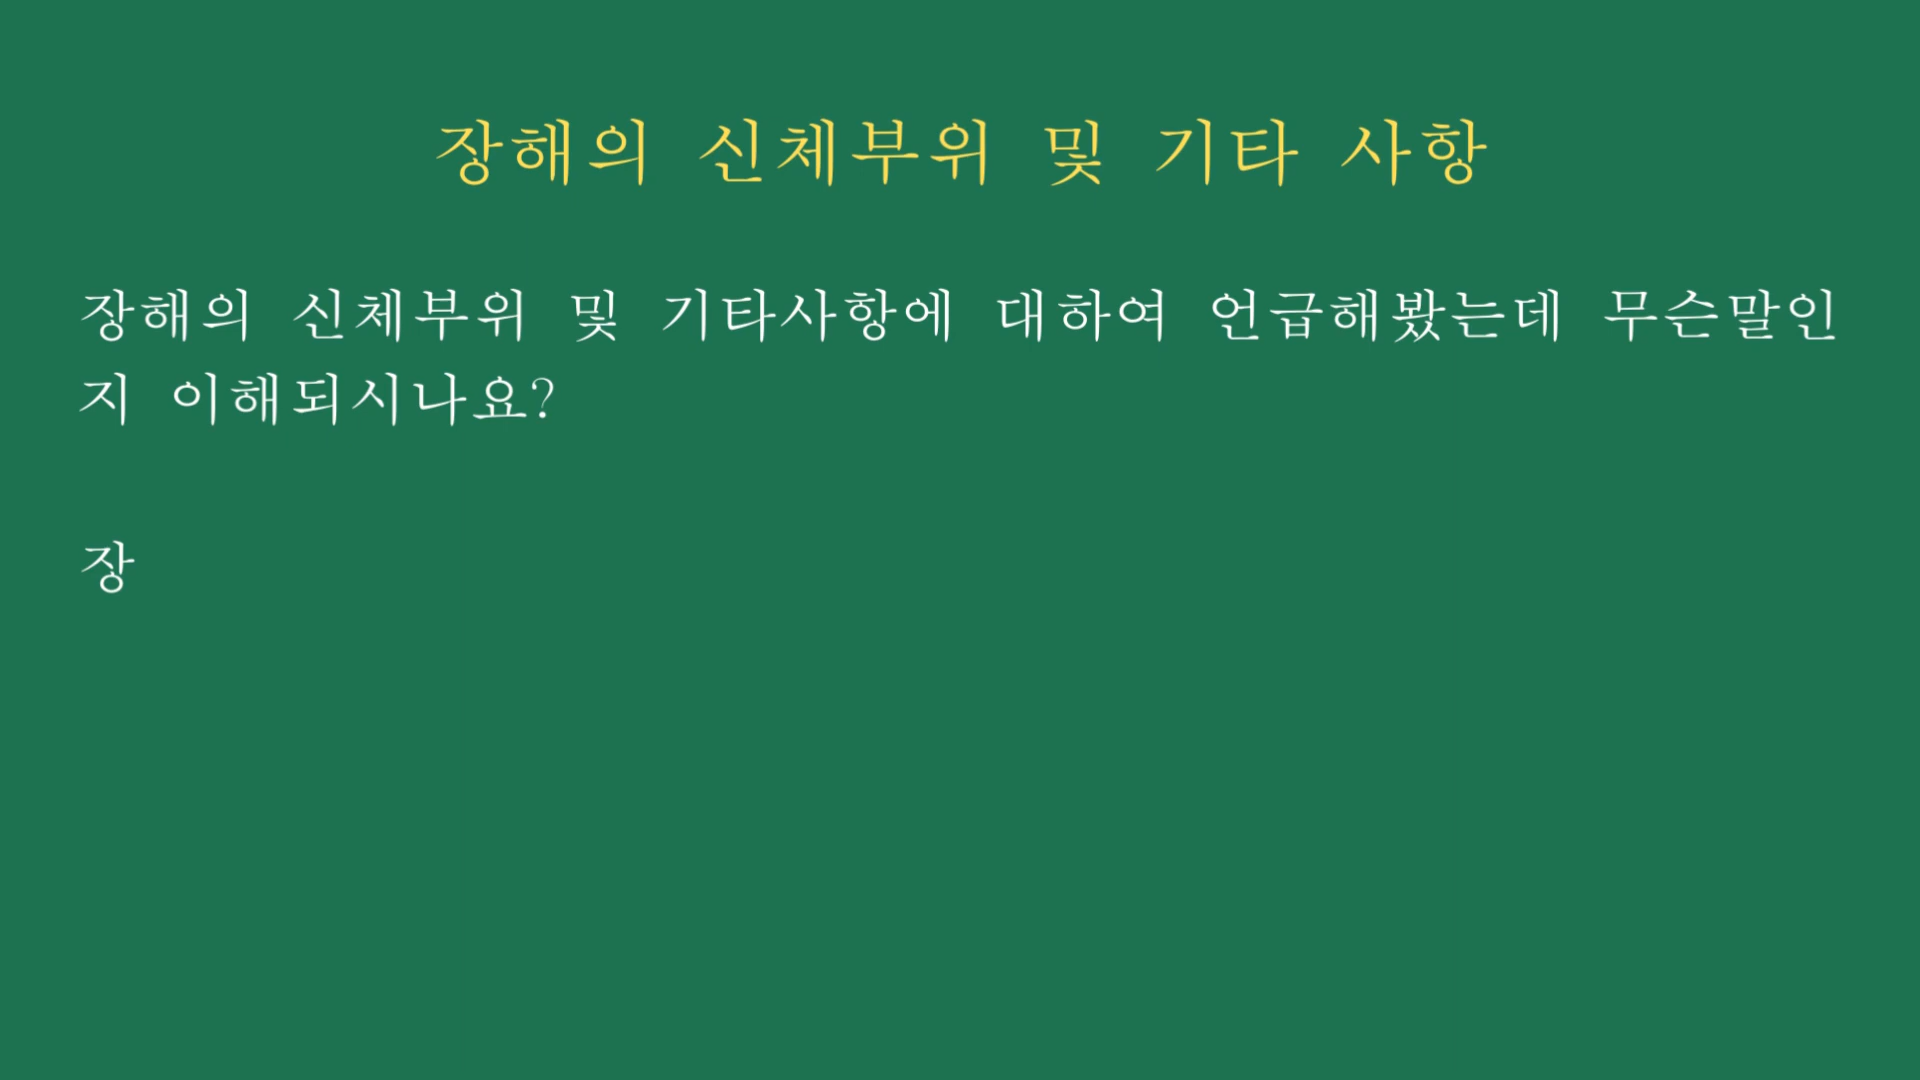 장해의 신체부위 및 기타 사항
장해의 신체부위 및 기타사항에 대하여 언급해봤는데 무슨말인
지 이해되시나요?
장